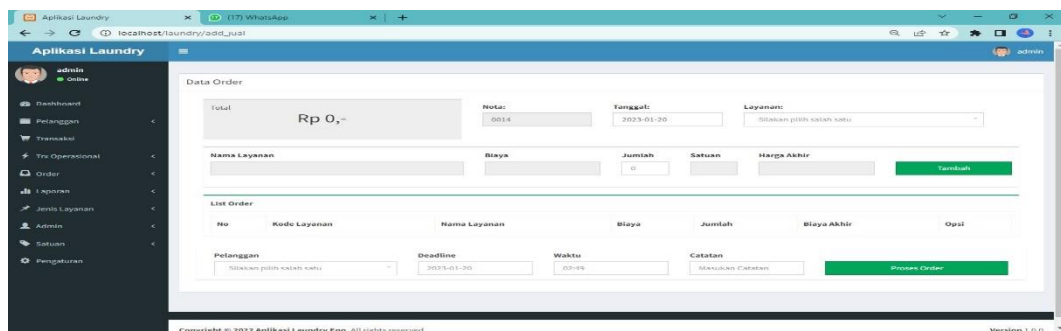 Aplikasi Laundry
(17) WhatsApp
localhost/laundry/add_jual
Aplikasi Laundry
admin
admin
Online
Data Order
Dashboard
Pelanggan
Transaksi
Trx Operasional
Order
Laporan
Jenis Layanan
Admin
Satuan
Pengaturan
Total
Rp 0,-
Nota:
0014
Tanggal:
2023-01-20
Layanan:
Silakan pilih salah satu
Nama Layanan
Biaya
Jumlah
0
Satuan
Harga Akhir
Tambah
List Order
No Kode Layanan Nama Layanan Biaya Jumlah Biaya Akhir Opsi
Pelanggan
Silakan pilih salah satu
Deadline
2023-01-20
Waktu
Catatan
Masukan Catatan
Proses Order
Copyright © 2022 Aplikasi Laundry All rights reserved
Version 1.0.0